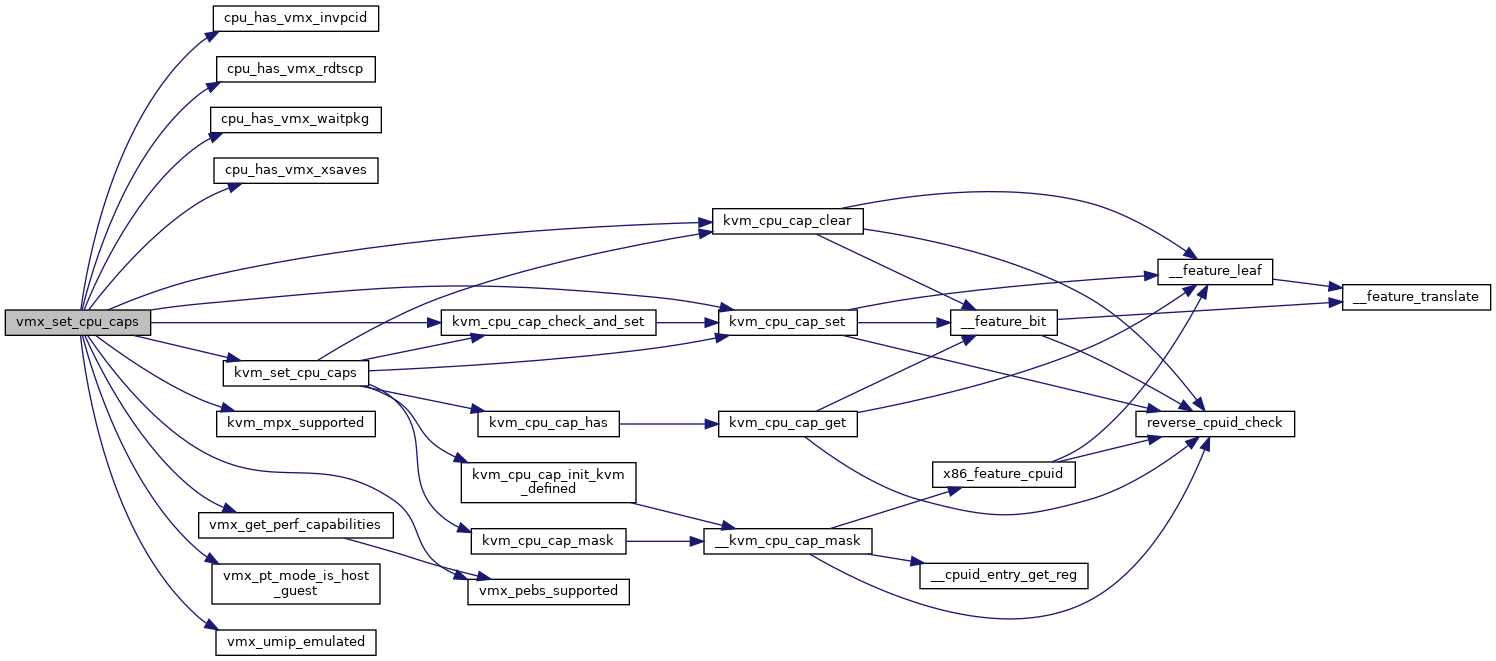 cpu_has_vmx_invpcid
cpu_has_vmx_rdtscp
cpu_has_vmx_waitpkg
cpu_has_vmx_xsaves
kvm_cpu_cap_clear
__feature_leaf
__feature_translate
vmx_set_cpu_caps
kvm_cpu_cap_check_and_set
kvm_cpu_cap_set
__feature_bit
kvm_set_cpu_caps
kvm_mpx_supported
kvm_cpu_cap_has
kvm_cpu_cap_get
reverse_cpuid_check
kvm_cpu_cap_init_kvm
_defined
x86_feature_cpuid
vmx_get_perf_capabilities
kvm_cpu_cap_mask
__kvm_cpu_cap_mask
vmx_pt_mode_is_host
_guest
__cpuid_entry_get_reg
vmx_pebs_supported
vmx_umip_emulated